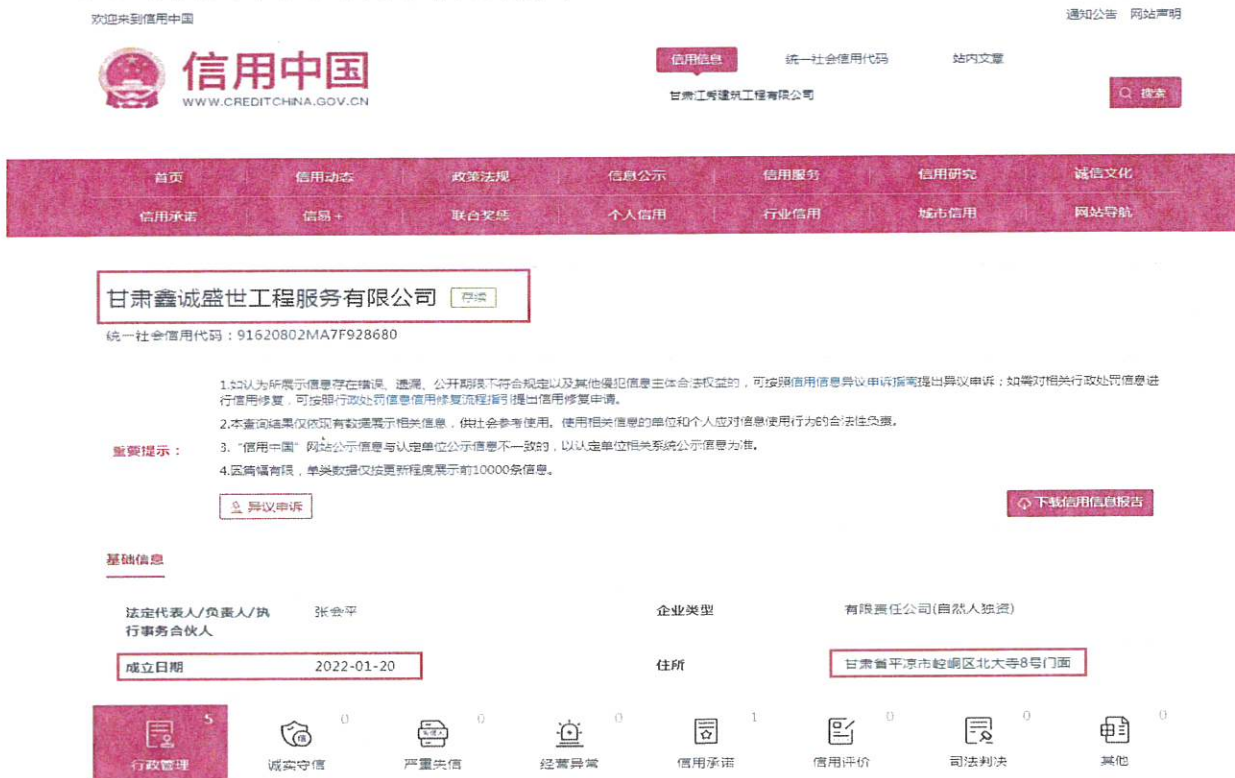 欢迎来到信用中国
通知公告 网站声明
信用中国
WWW.CREDITCHINA.GOV.CN
信用信息 统一社会信用代码 站内文章
甘肃江秀建筑工程有限公司
搜索
首页 信用动态 政策法规 信息公示 信用服务 信用研究 诚信文化
信用承诺 信易+ 联合奖惩 个人信用 行业信用 城市信用 网站导航
甘肃鑫诚盛世工程服务有限公司 存续
统一社会信用代码：91620802MA7F928680
重要提示：
1.如认为所展示信息存在错误、遗漏、公开期限不符合规定以及其他侵犯信息主体合法权益的，可按照信用信息异议申诉指南提出异议申诉；如需对相关行政处罚信息进
行信用修复，可按照行政处罚信息信用修复流程指引提出信用修复申请。
2.本查询结果仅依现有数据展示相关信息，供社会参考使用。使用相关信息的单位和个人应对信息使用行为的合法性负责。
3.“信用中国”网站公示信息与认定单位公示信息不一致的，以认定单位相关系统公示信息为准。
4.因篇幅有限，单类数据仅按更新程度展示前10000条信息。
异议申诉
下载信用信息报告
基础信息
法定代表人/负责人/执 张会平 企业类型 有限责任公司(自然人独资)
行事务合伙人
成立日期 2022-01-20 住所 甘肃省平凉市崆峒区北大寺8号门面
5 0 0 0 1 0 0 0
行政管理 诚实守信 严重失信 经营异常 信用承诺 信用评价 司法判决 其他